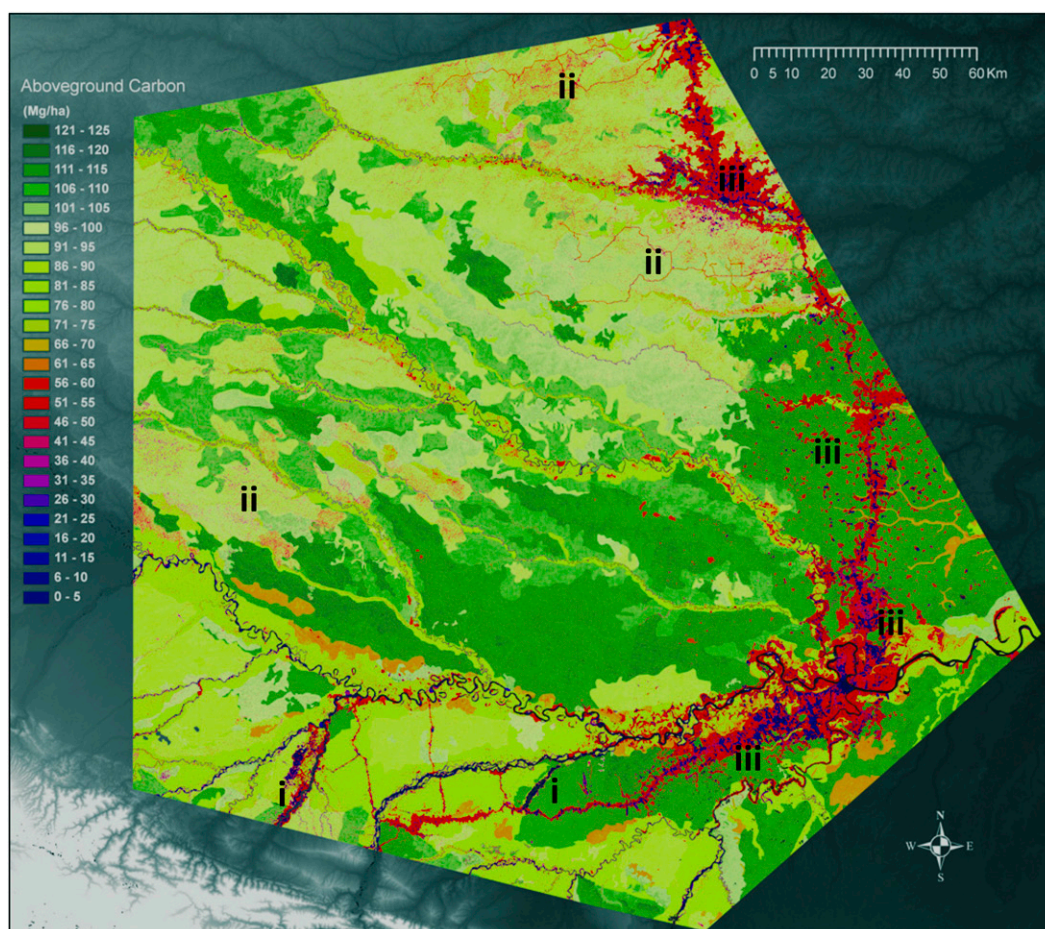 Aboveground Carbon
(Mg/ha)
121 - 125
116 - 120
111 - 115
106 - 110
101 - 105
96 - 100
91 - 95
86 - 90
81 - 85
76 - 80
71 - 75
66 - 70
61 - 65
56 - 60
51 - 55
46 - 50
41 - 45
36 - 40
31 - 35
26 - 30
21 - 25
16 - 20
11 - 15
6 - 10
0 - 5
0 5 10 20 30 40 50 60 Km
ii
iii
ii
iii
ii
iii
iii
i
i
N
W E
S